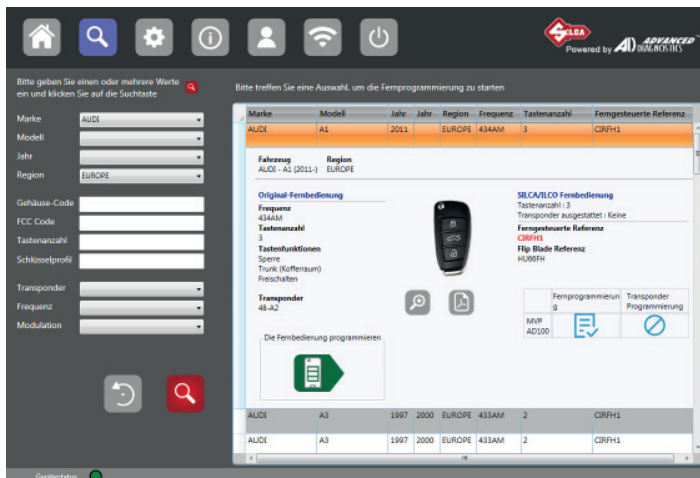 SILCA
Powered by AD ADVANCED DIAGNOSTICS
Bitte geben Sie einen oder mehrere Werte
ein und klicken Sie auf die Suchtaste
Marke AUDI
Modell
Jahr
Region EUROPE
Gehäuse-Code
FCC Code
Tastenanzahl
Schlüsselprofil
Transponder
Frequenz
Modulation
Gerätestatus
Bitte treffen Sie eine Auswahl, um die Fernprogrammierung zu starten
Marke Modell Jahr Jahr Region Frequenz Tastenanzahl Ferngesteuerte Referenz
AUDI A1 2011 EUROPE 434AM 3 CIRFH1
Fahrzeug Region
AUDI - A1 (2011-) EUROPE
Original-Fernbedienung
Frequenz
434AM
Tastenanzahl
3
Tastenfunktionen
Sperre
Trunk (Kofferraum)
Freischalten
Transponder
48-A2
Die Fernbedienung programmieren
SILCA/ILCO Fernbedienung
Tastenanzahl : 3
Transponder ausgestattet : Keine
Ferngesteuerte Referenz
CIRFH1
Flip Blade Referenz
HU66FH
Fernprogrammierun
g
Transponder
Programmierung
MVP
AD100
AUDI A3 1997 2000 EUROPE 433AM 2 CIRFH1
AUDI A3 1997 2000 EUROPE 433AM 2 CIRFH1